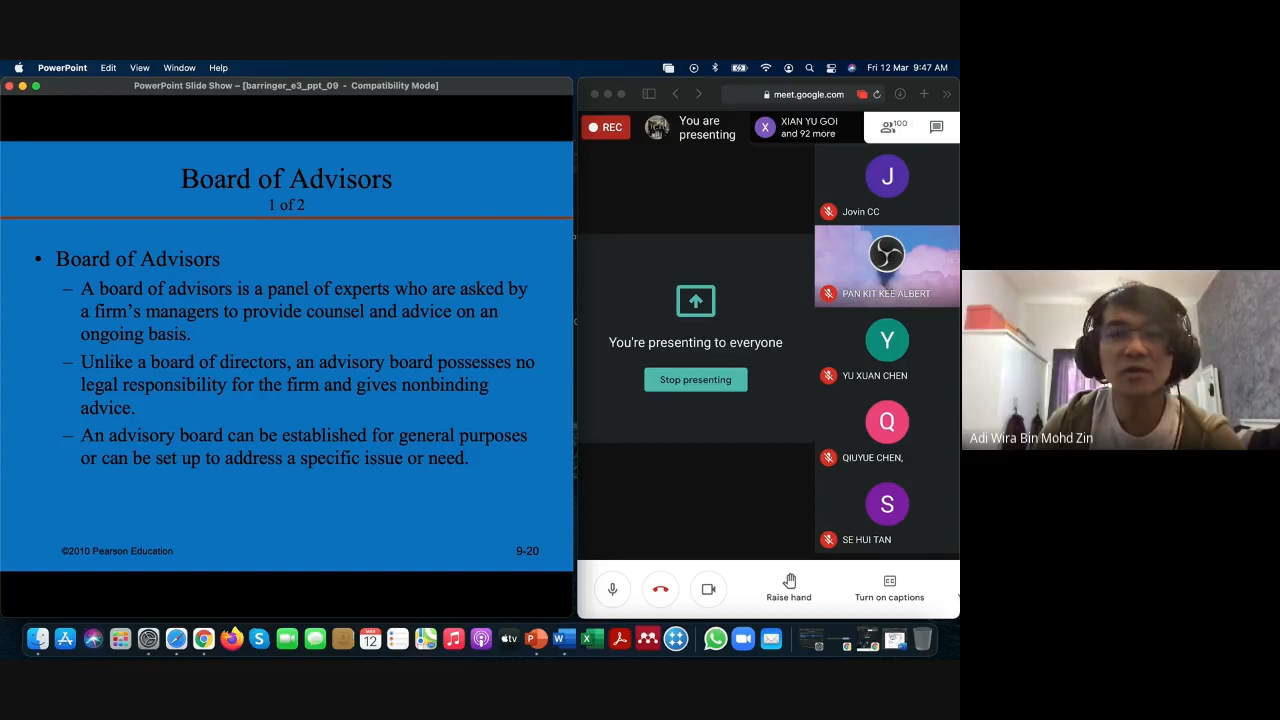 PowerPoint Edit View Window Help
Fri 12 Mar 9:47 AM
PowerPoint Slide Show – [barringer_e3_ppt_09 - Compatibility Mode]
Board of Advisors
1 of 2
• Board of Advisors
– A board of advisors is a panel of experts who are asked by
a firm's managers to provide counsel and advice on an
ongoing basis.
– Unlike a board of directors, an advisory board possesses no
legal responsibility for the firm and gives nonbinding
advice.
– An advisory board can be established for general purposes
or can be set up to address a specific issue or need.
©2010 Pearson Education
9-20
meet.google.com
REC
You are
presenting
X
XIAN YU GOI
and 92 more
100
J
Jovin CC
PAN KIT KEE ALBERT
Y
YU XUAN CHEN
Q
QIUYUE CHEN,
S
SE HUI TAN
You're presenting to everyone
Stop presenting
Raise hand
Turn on captions
Adi Wira Bin Mohd Zin
MAR
12
tv